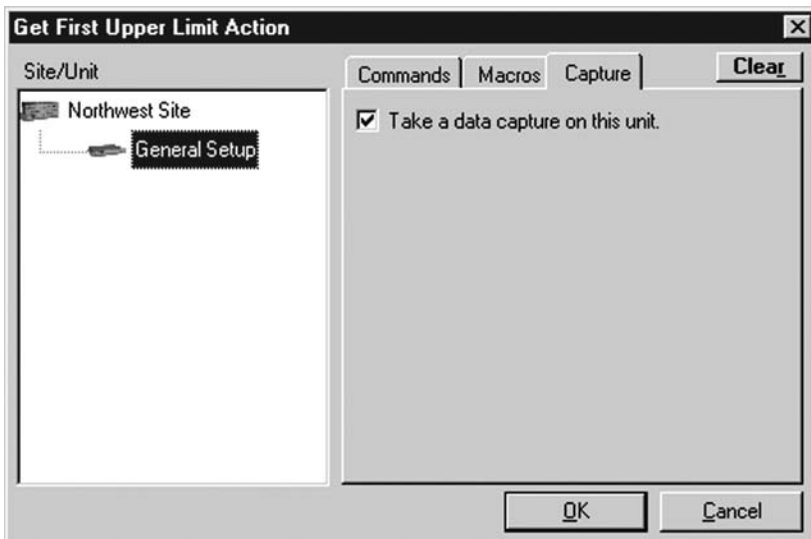 Get First Upper Limit Action
Site/Unit
Northwest Site
General Setup
Commands
Macros
Capture
Clear
Take a data capture on this unit.
OK
Cancel